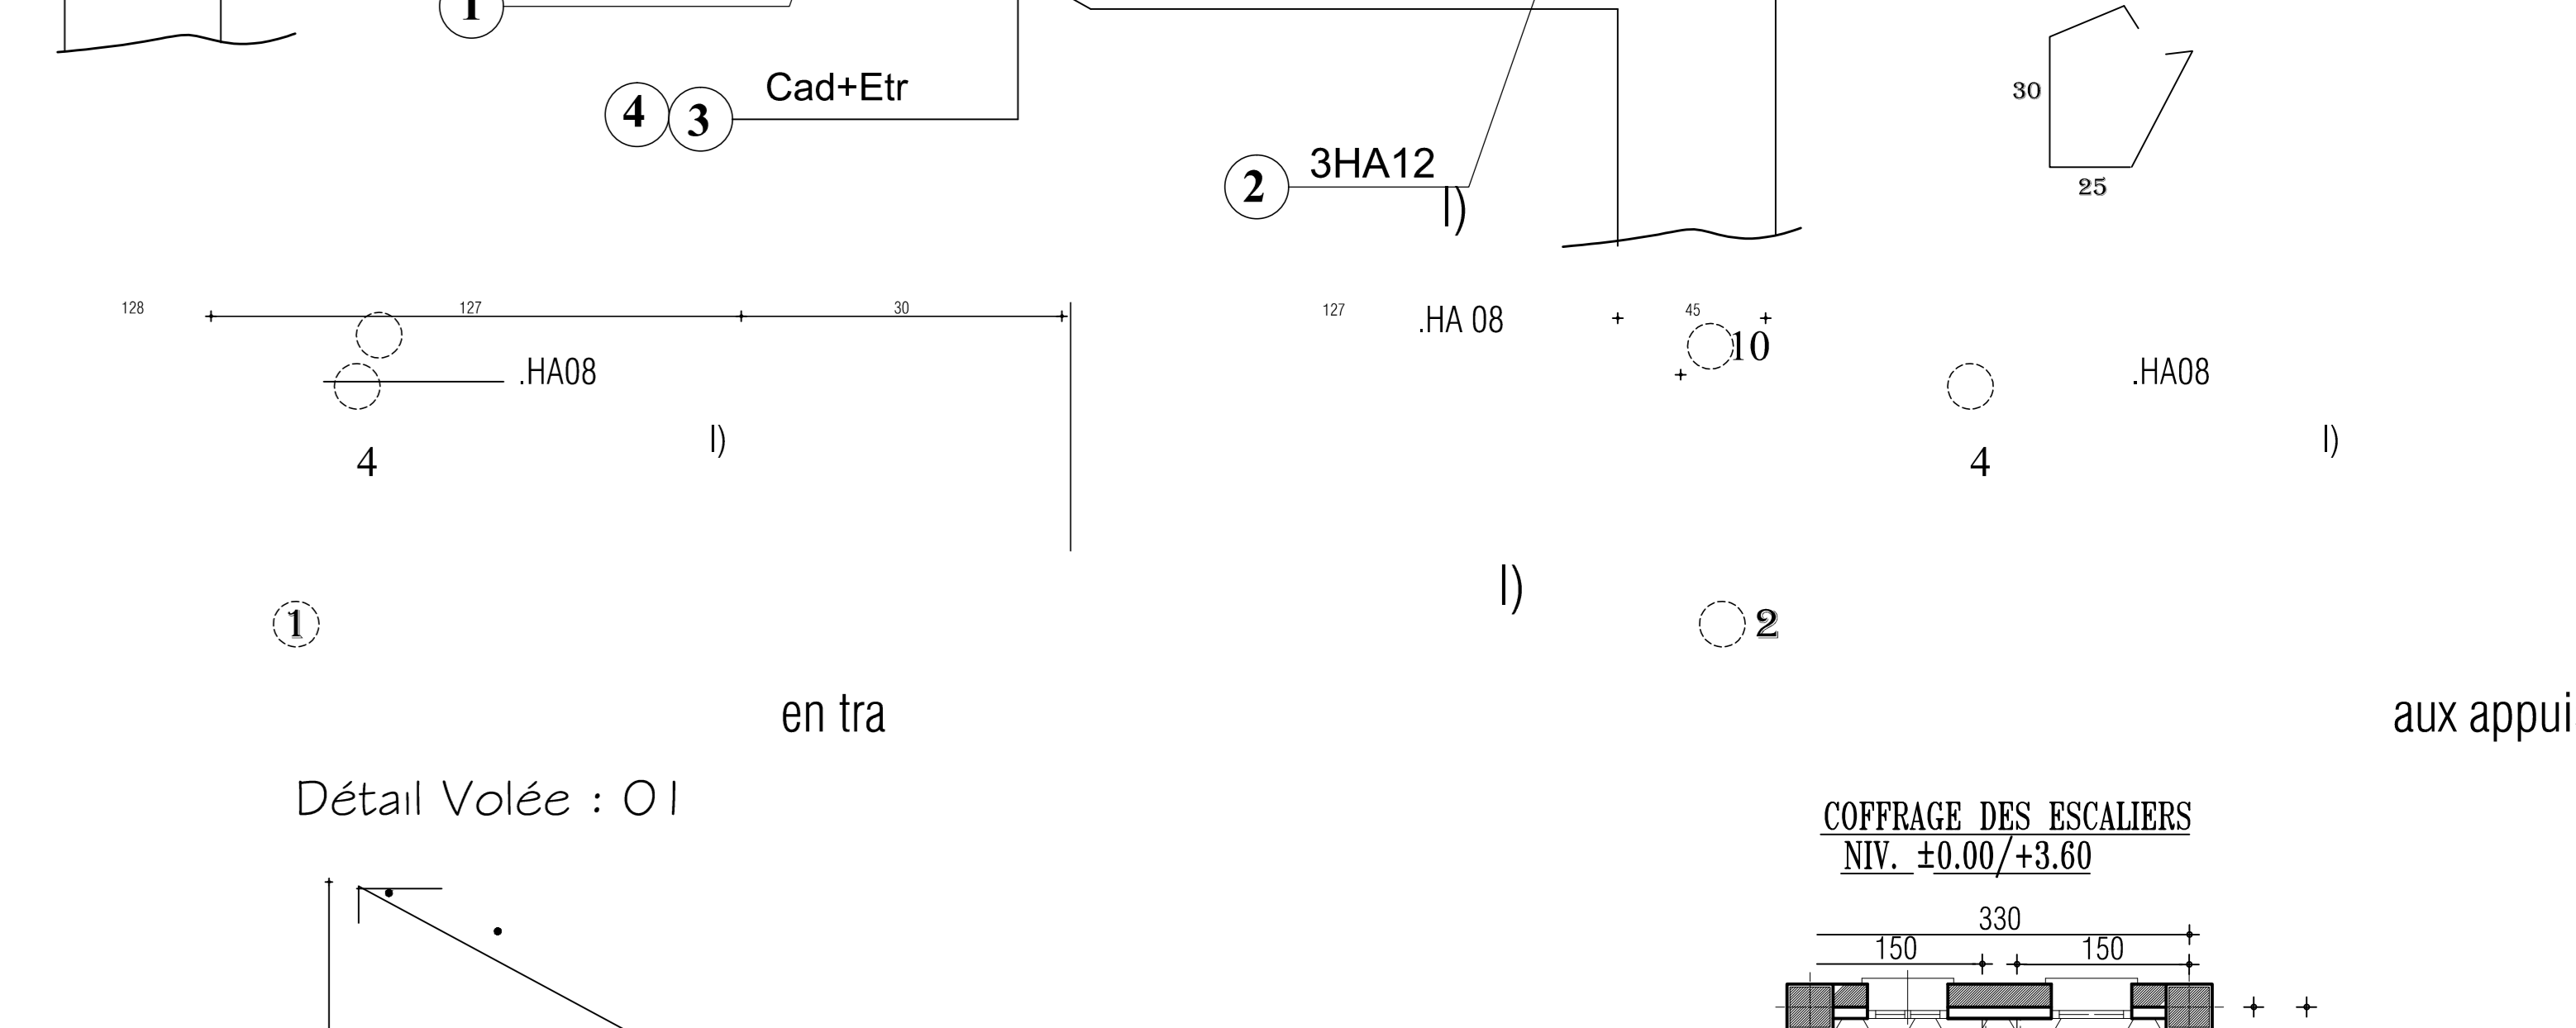 1
4 3 Cad+Etr
30
2 3HA12
25
l)
128 127 30 127 .HA 08 45
10
.HA08 .HA08
4 l) 4 l)
l)
1 2
en tra aux appui
Détail Volée : 01
COFFRAGE DES ESCALIERS
NIV. ±0.00/+3.60
330
150 150